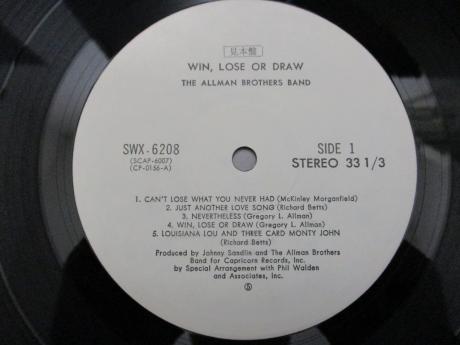 見本盤
WIN, LOSE OR DRAW
THE ALLMAN BROTHERS BAND
SWX-6208
(SCAP-6007)
(CP-0156-A)
SIDE 1
STEREO 33 1/3
1. CAN'T LOSE WHAT YOU NEVER HAD (McKinley Morganfield)
2. JUST ANOTHER LOVE SONG (Richard Betts)
3. NEVERTHELESS (Gregory L. Allman)
4. WIN, LOSE OR DRAW (Gregory L. Allman)
5. LOUISIANA LOU AND THREE CARD MONTY JOHN
(Richard Betts)
Produced by Johnny Sandlin and The Allman Brothers
Band for Capricorn Records, Inc.
by Special Arrangement with Phil Walden
and Associates, Inc.